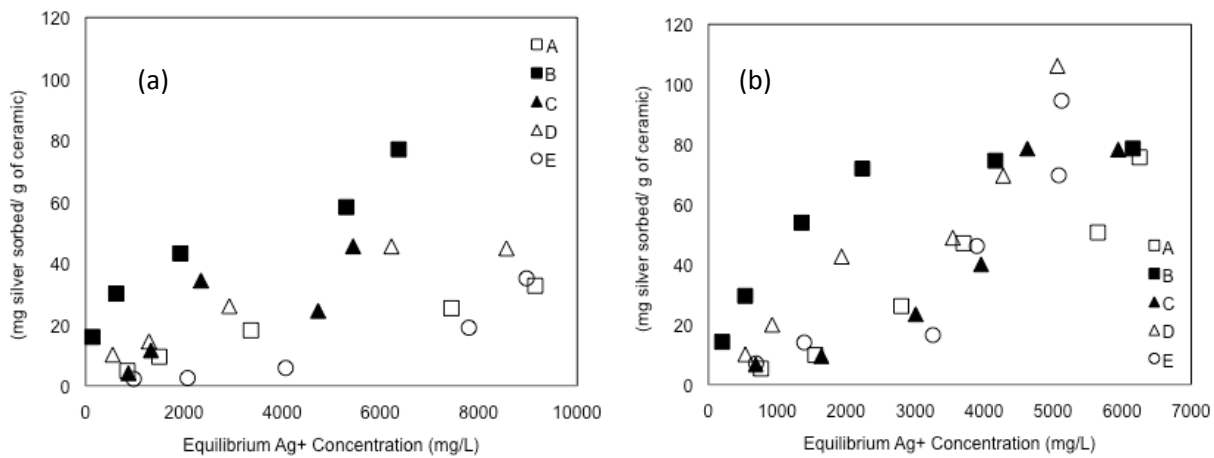 (a)
(mg silver sorbed/ g of ceramic)
120
100
80
60
40
20
0
0 2000 4000 6000 8000 10000
Equilibrium Ag+ Concentration (mg/L)
A
B
C
D
E
(b)
(mg silver sorbed/ g of ceramic)
120
100
80
60
40
20
0
0 1000 2000 3000 4000 5000 6000 7000
Equilibrium Ag+ Concentration (mg/L)
A
B
C
D
E